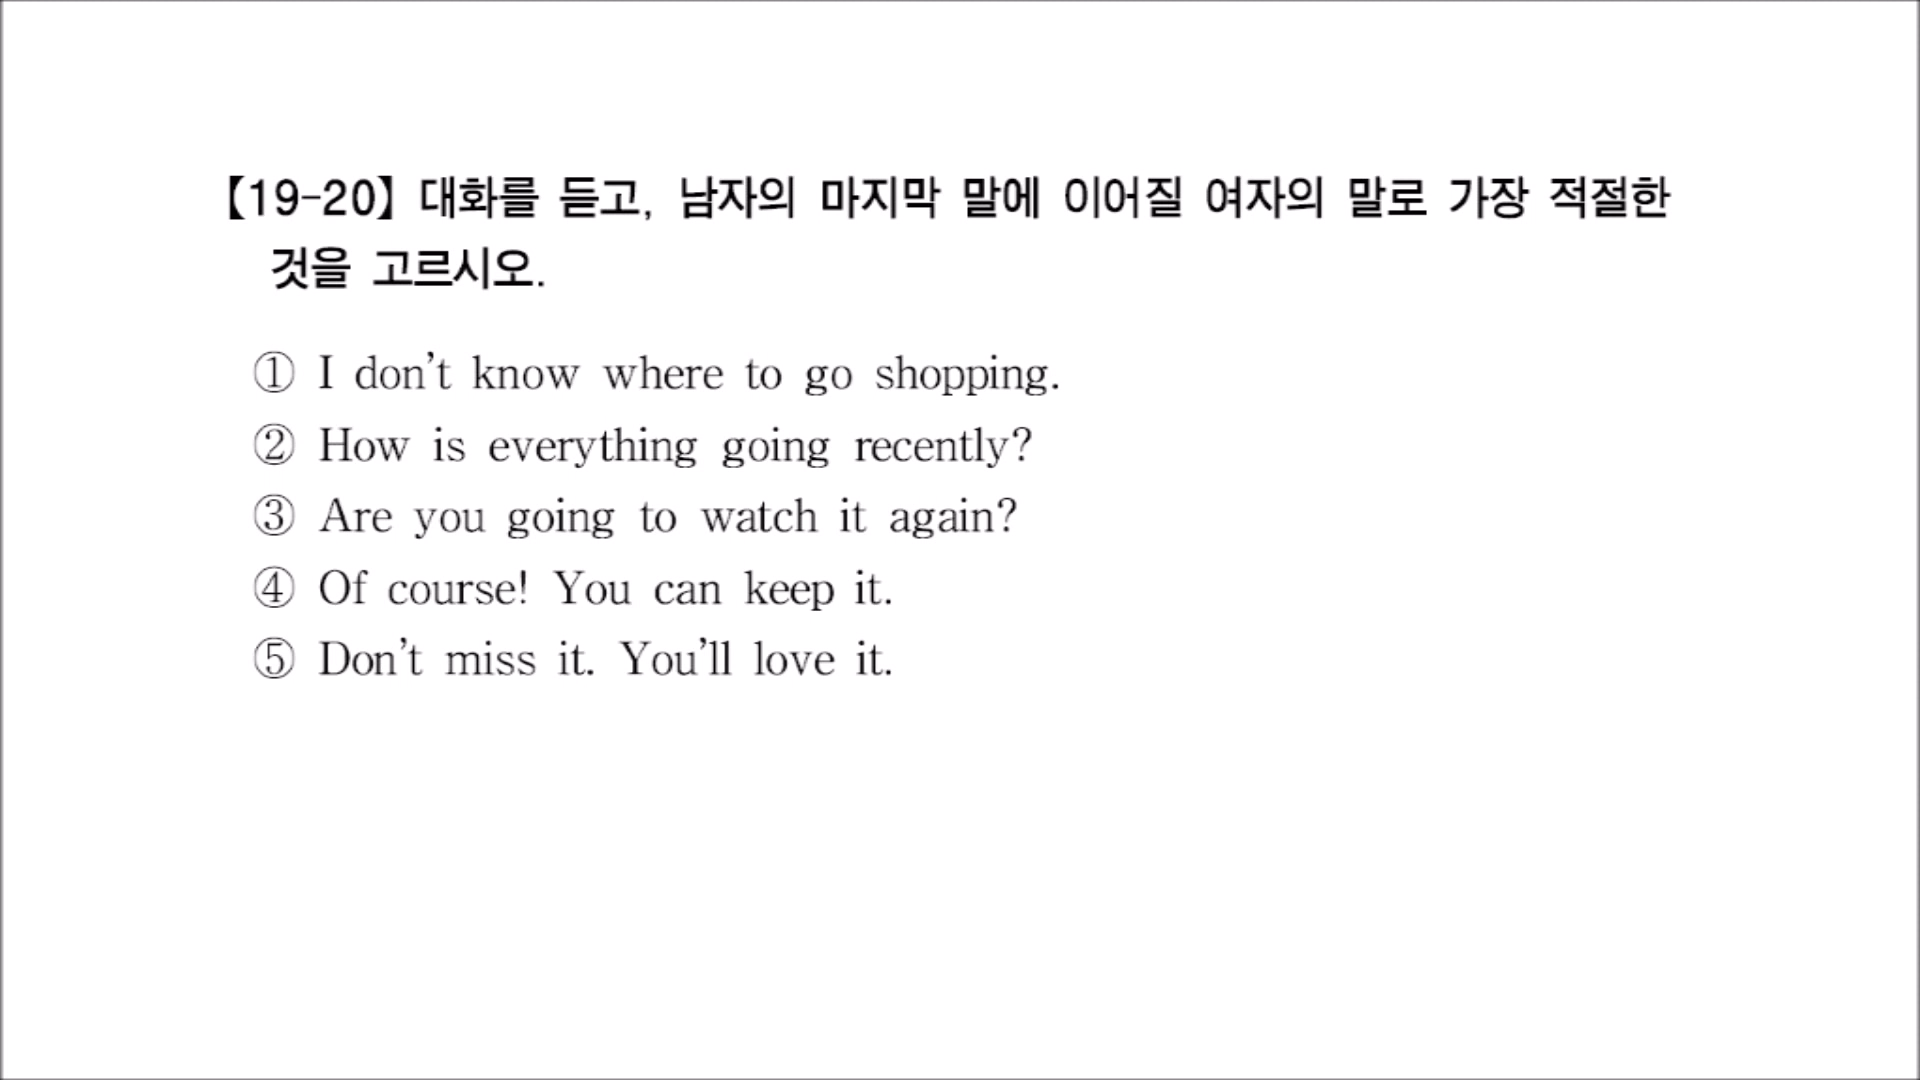 【19-20】 대화를 듣고, 남자의 마지막 말에 이어질 여자의 말로 가장 적절한
것을 고르시오.
① I don't know where to go shopping.
② How is everything going recently?
③ Are you going to watch it again?
④ Of course! You can keep it.
⑤ Don't miss it. You'll love it.